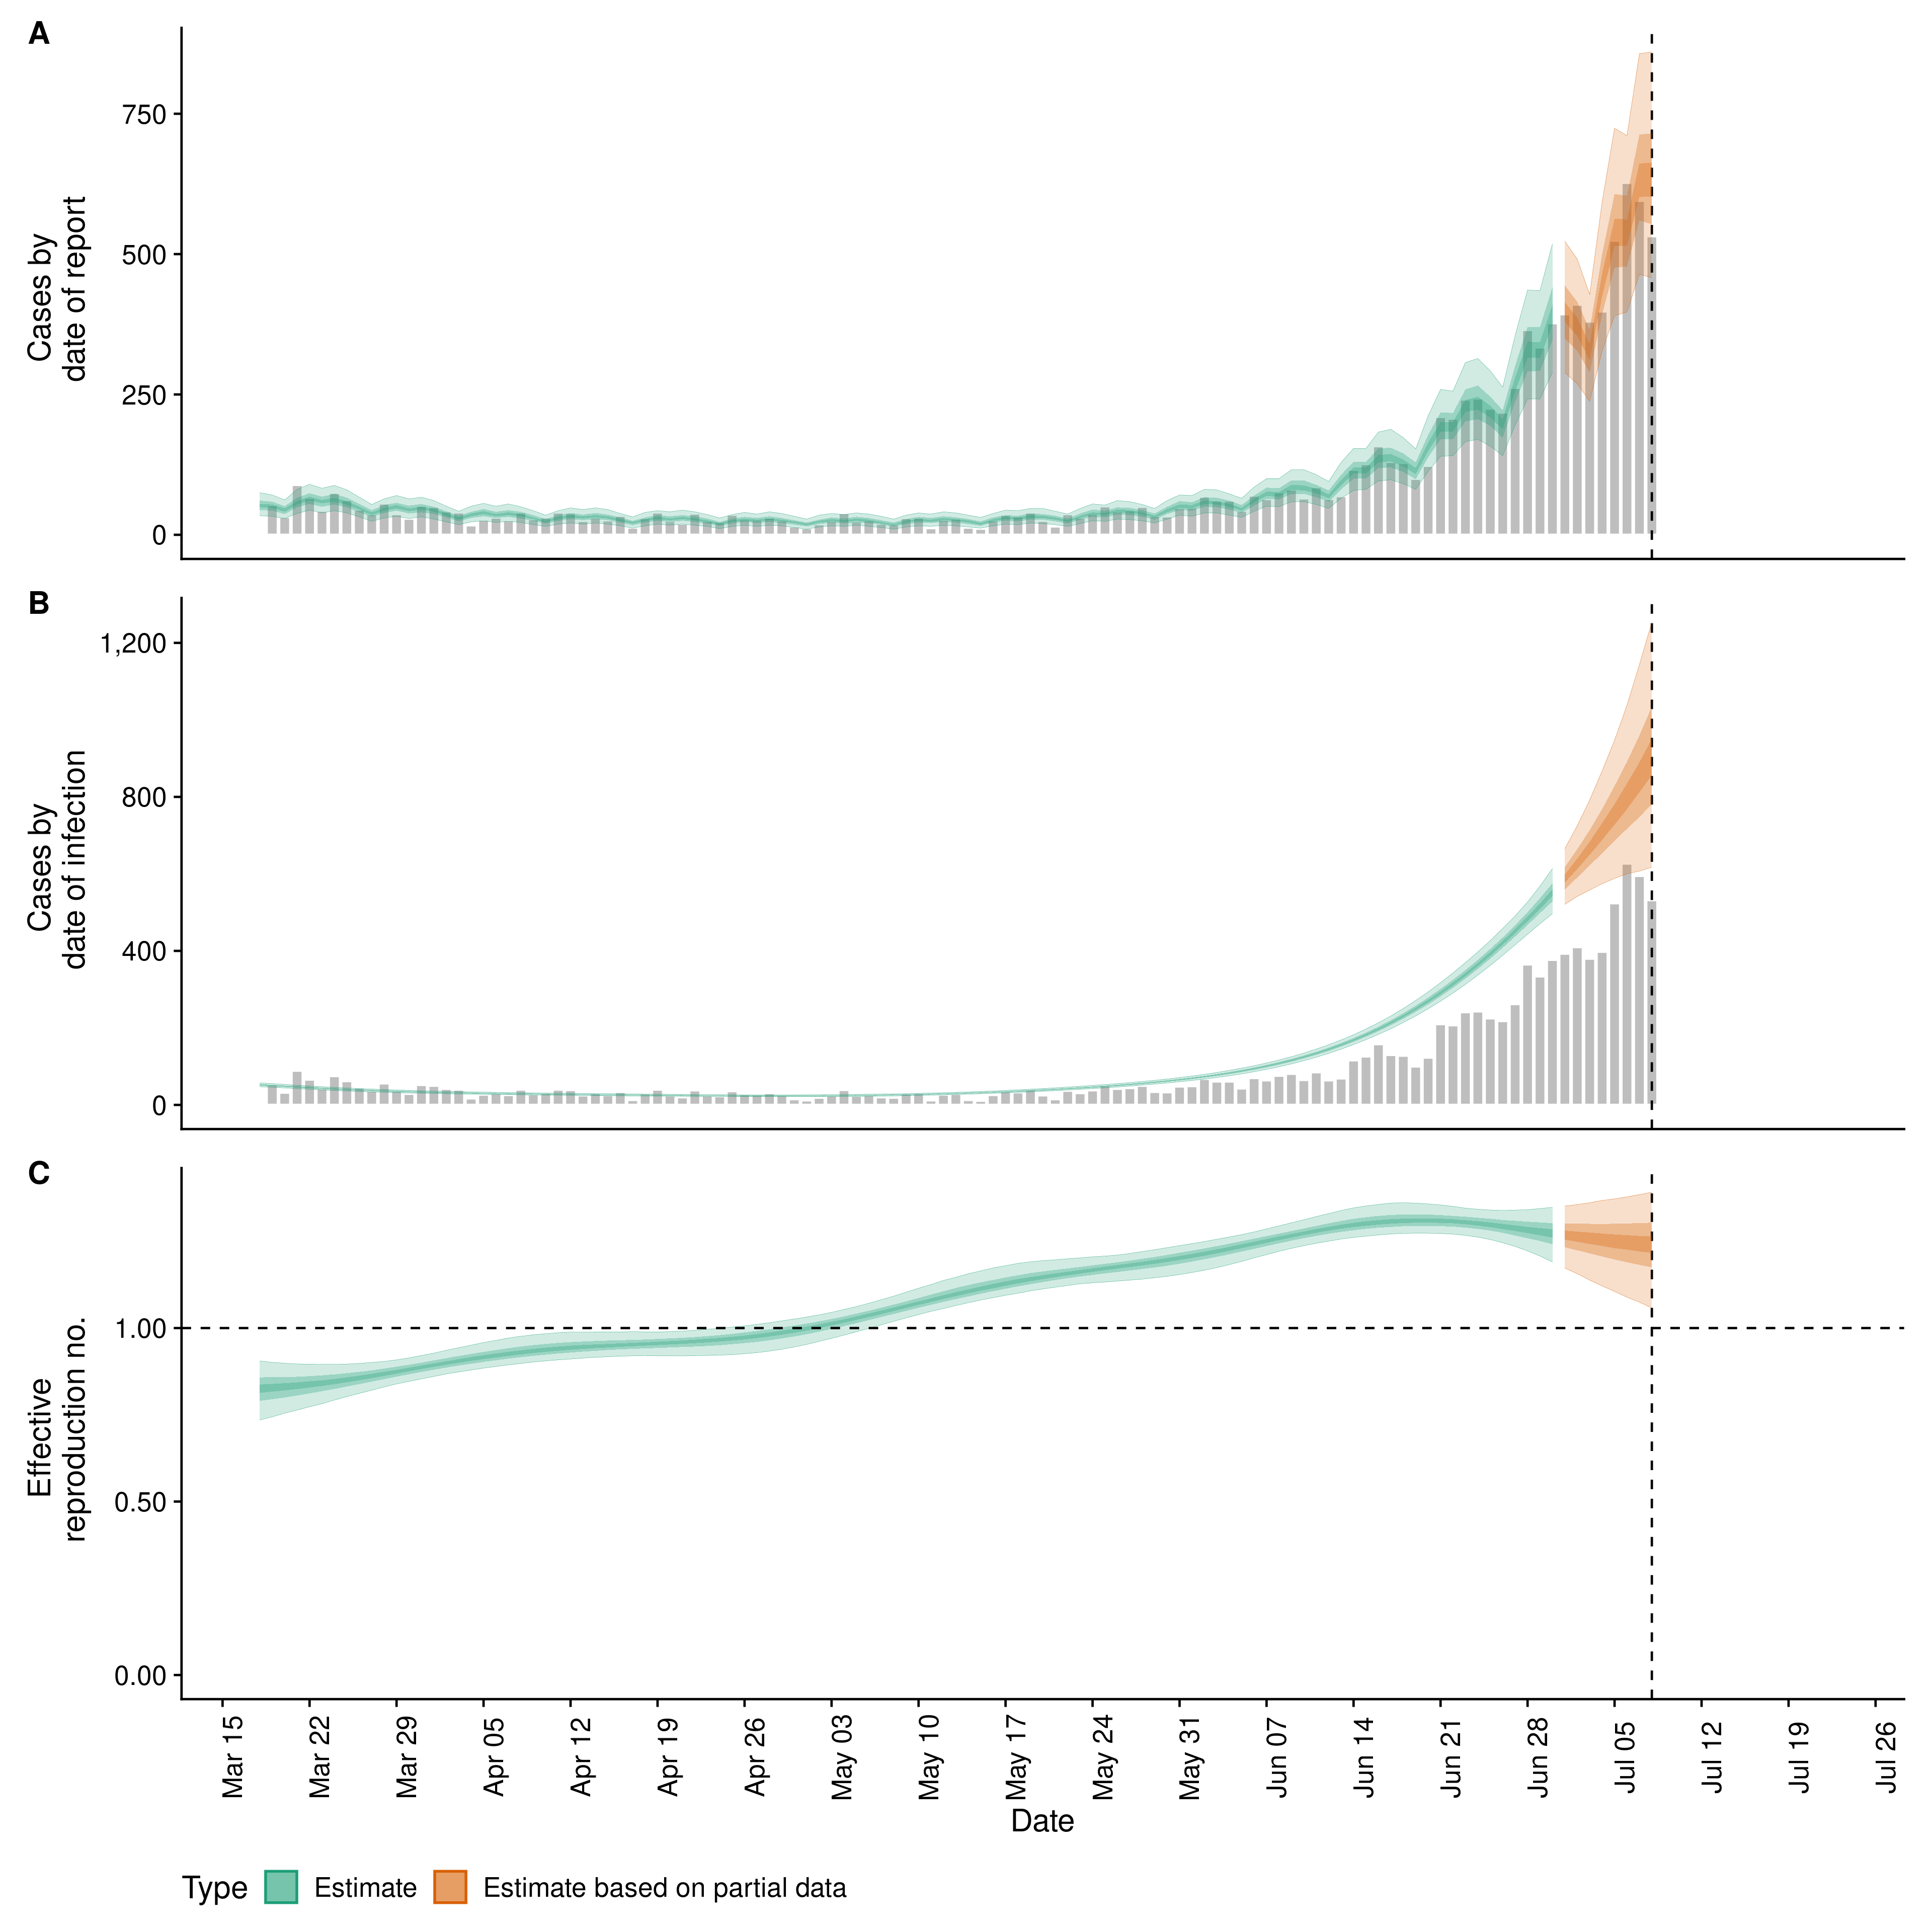 A
Cases by
date of report
750
500
250
0
B
Cases by
date of infection
1,200
800
400
0
C
Effective
reproduction no.
1.00
0.50
0.00
Mar 15
Mar 22
Mar 29
Apr 05
Apr 12
Apr 19
Apr 26
May 03
May 10
May 17
May 24
May 31
Jun 07
Jun 14
Jun 21
Jun 28
Jul 05
Jul 12
Jul 19
Jul 26
Date
Type Estimate Estimate based on partial data